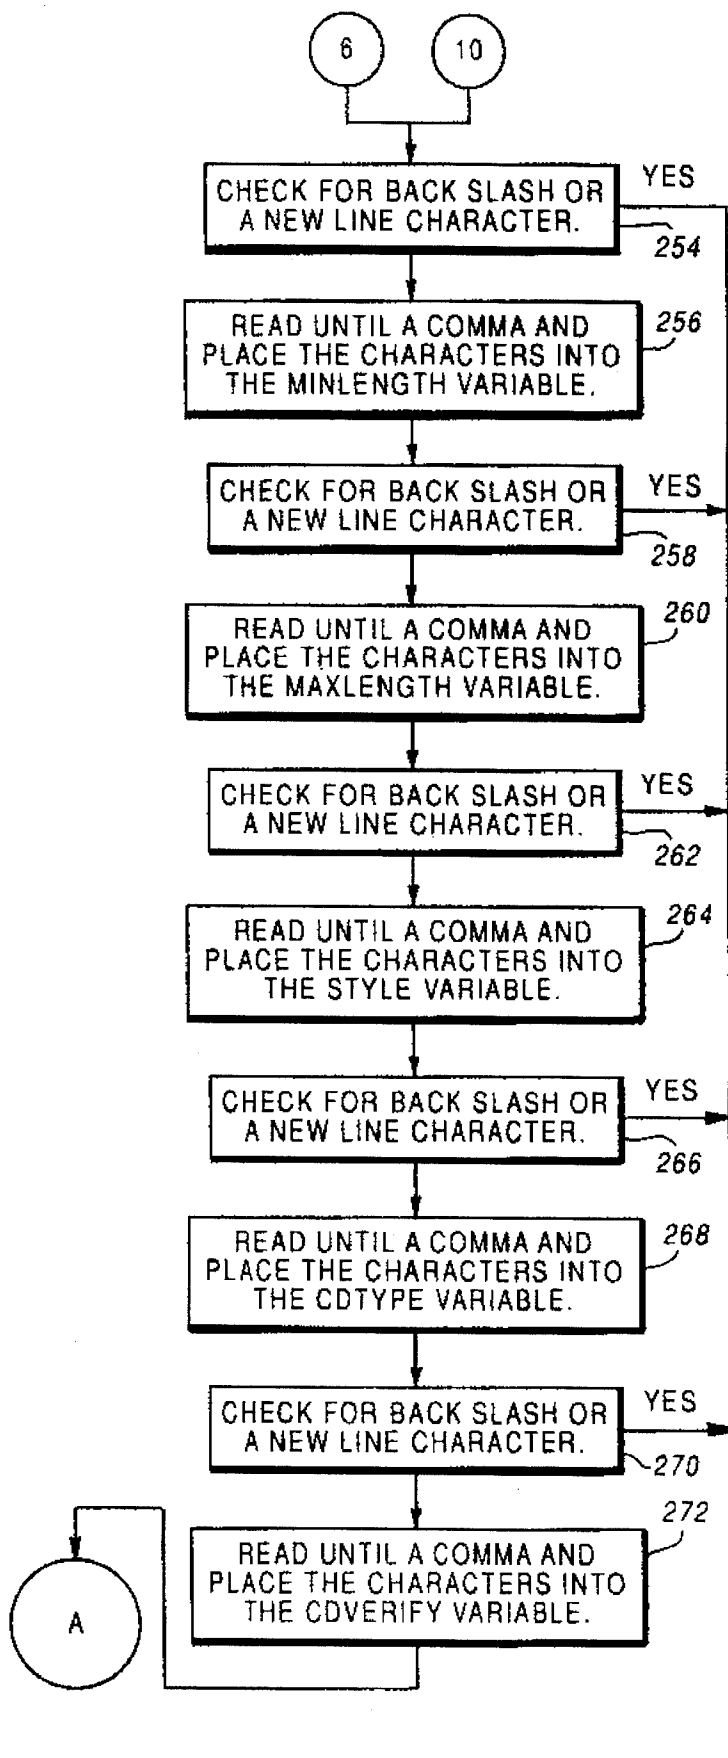 6 10
CHECK FOR BACK SLASH OR
A NEW LINE CHARACTER.
YES
254
READ UNTIL A COMMA AND
PLACE THE CHARACTERS INTO
THE MINLENGTH VARIABLE.
256
CHECK FOR BACK SLASH OR
A NEW LINE CHARACTER.
YES
258
READ UNTIL A COMMA AND
PLACE THE CHARACTERS INTO
THE MAXLENGTH VARIABLE.
260
CHECK FOR BACK SLASH OR
A NEW LINE CHARACTER.
YES
262
READ UNTIL A COMMA AND
PLACE THE CHARACTERS INTO
THE STYLE VARIABLE.
264
CHECK FOR BACK SLASH OR
A NEW LINE CHARACTER.
YES
266
READ UNTIL A COMMA AND
PLACE THE CHARACTERS INTO
THE CDTYPE VARIABLE.
268
CHECK FOR BACK SLASH OR
A NEW LINE CHARACTER.
YES
270
READ UNTIL A COMMA AND
PLACE THE CHARACTERS INTO
THE CDVERIFY VARIABLE.
272
A